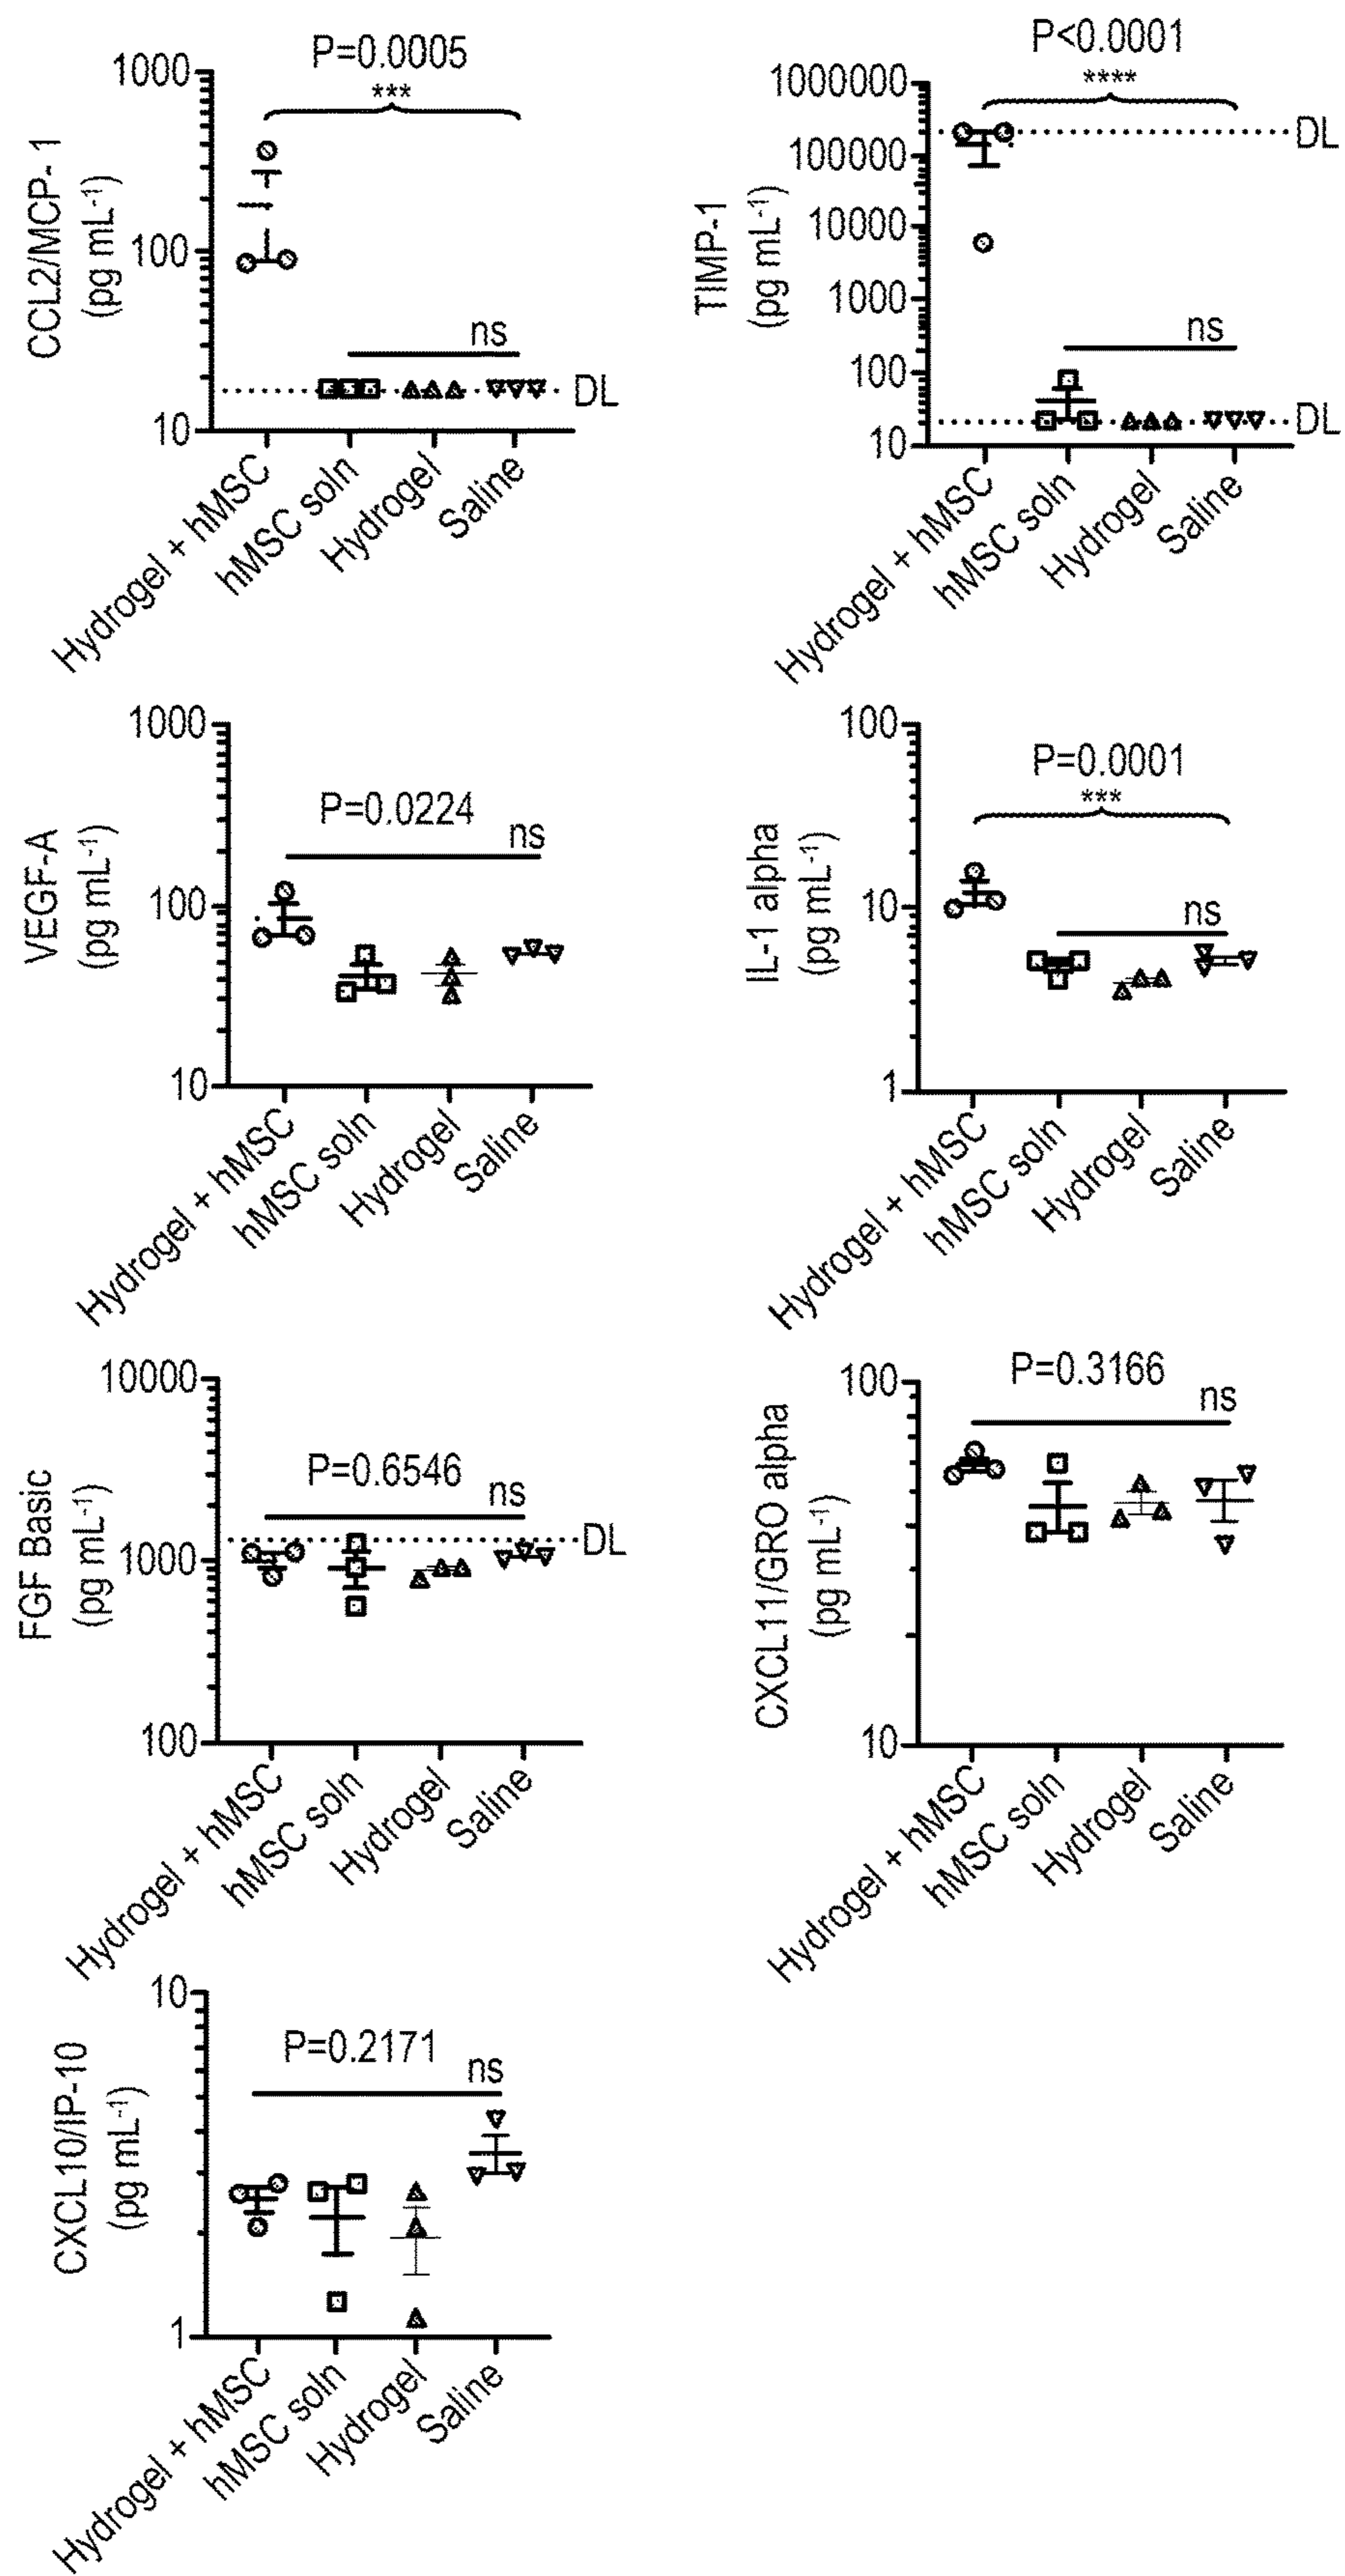 P=0.0005
***
1000
100
10
CCL2/MCP- 1
(pg mL⁻¹)
ns
DL
Hydrogel + hMSC
hMSC soln
Hydrogel
Saline
P<0.0001
****
1000000
100000
10000
1000
100
10
TIMP-1
(pg mL⁻¹)
DL
ns
DL
Hydrogel + hMSC
hMSC soln
Hydrogel
Saline
1000
100
10
VEGF-A
(pg mL⁻¹)
P=0.0224
ns
Hydrogel + hMSC
hMSC soln
Hydrogel
Saline
100
10
1
IL-1 alpha
(pg mL⁻¹)
P=0.0001
***
ns
Hydrogel + hMSC
hMSC soln
Hydrogel
Saline
10000
1000
100
FGF Basic
(pg mL⁻¹)
P=0.6546
ns
DL
Hydrogel + hMSC
hMSC soln
Hydrogel
Saline
100
10
CXCL11/GRO alpha
(pg mL⁻¹)
P=0.3166
ns
Hydrogel + hMSC
hMSC soln
Hydrogel
Saline
10
1
CXCL10/IP-10
(pg mL⁻¹)
P=0.2171
ns
Hydrogel + hMSC
hMSC soln
Hydrogel
Saline